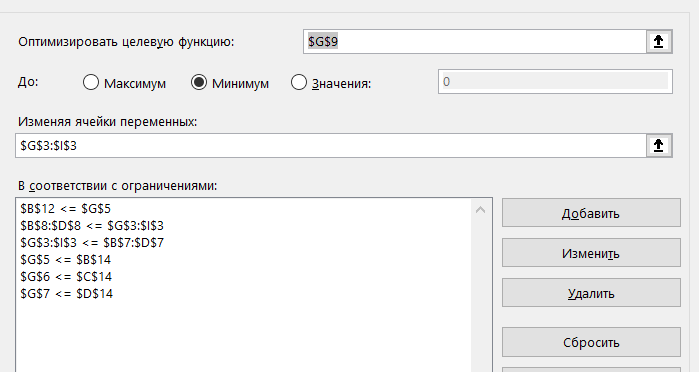 Оптимизировать целевую функцию: $G$9
До: Максимум Минимум Значения: 0
Изменяя ячейки переменных:
$G$3:$I$3
В соответствии с ограничениями:
$B$12 <= $G$5
$B$8:$D$8 <= $G$3:$I$3
$G$3:$I$3 <= $B$7:$D$7
$G$5 <= $B$14
$G$6 <= $C$14
$G$7 <= $D$14
Добавить
Изменить
Удалить
Сбросить